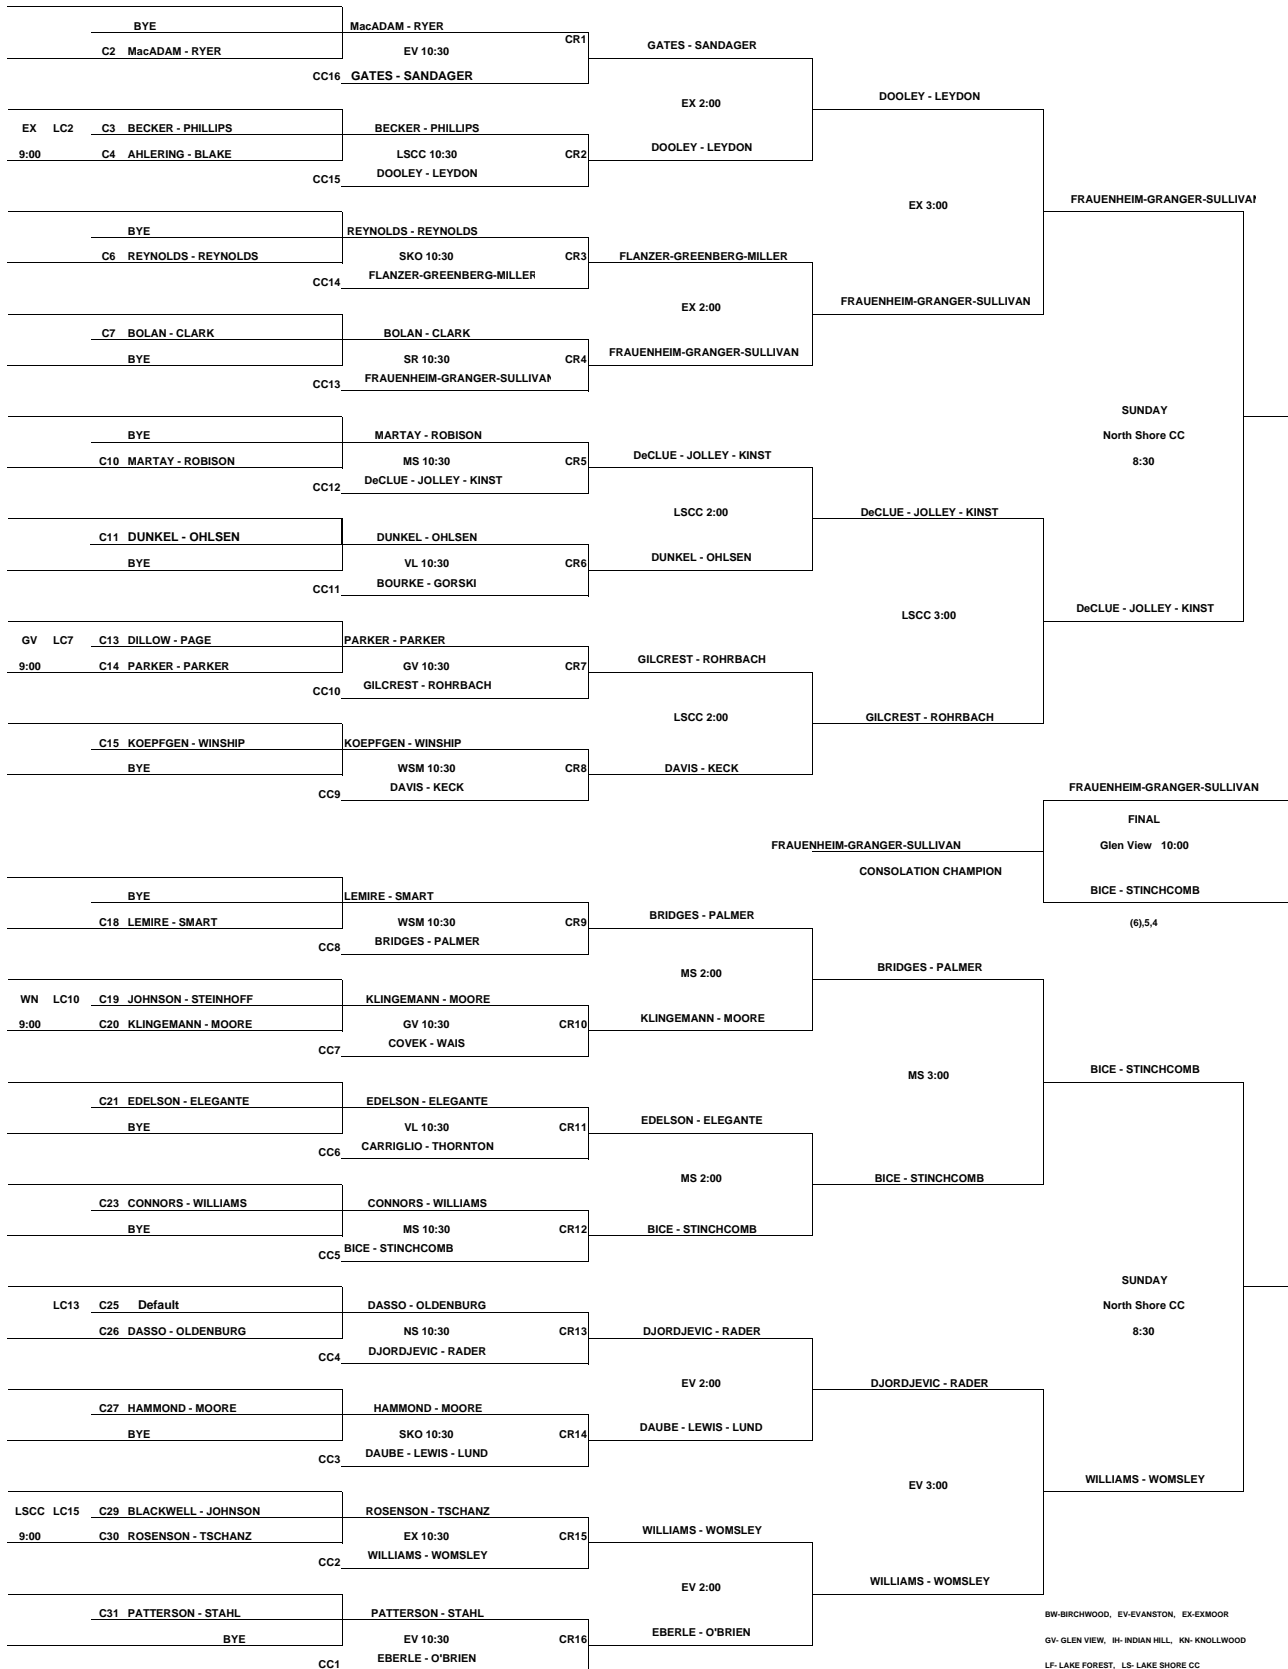 BYE MacADAM - RYER
CR1
GATES - SANDAGER
C2 MacADAM - RYER EV 10:30
CC16 GATES - SANDAGER
EX 2:00 DOOLEY - LEYDON
EX LC2 C3 BECKER - PHILLIPS BECKER - PHILLIPS
9:00 C4 AHLERING - BLAKE LSCC 10:30 CR2 DOOLEY - LEYDON
CC15 DOOLEY - LEYDON
EX 3:00 FRAUENHEIM-GRANGER-SULLIVAN
BYE REYNOLDS - REYNOLDS
C6 REYNOLDS - REYNOLDS SKO 10:30 CR3 FLANZER-GREENBERG-MILLER
CC14 FLANZER-GREENBERG-MILLER
EX 2:00 FRAUENHEIM-GRANGER-SULLIVAN
C7 BOLAN - CLARK BOLAN - CLARK
BYE SR 10:30 CR4 FRAUENHEIM-GRANGER-SULLIVAN
CC13 FRAUENHEIM-GRANGER-SULLIVAN
SUNDAY
BYE MARTAY - ROBISON North Shore CC
C10 MARTAY - ROBISON MS 10:30 CR5 DeCLUE - JOLLEY - KINST 8:30
CC12 DeCLUE - JOLLEY - KINST
LSCC 2:00 DeCLUE - JOLLEY - KINST
C11 DUNKEL - OHLSEN DUNKEL - OHLSEN
BYE VL 10:30 CR6 DUNKEL - OHLSEN
CC11 BOURKE - GORSKI
LSCC 3:00 DeCLUE - JOLLEY - KINST
GV LC7 C13 DILLOW - PAGE PARKER - PARKER
9:00 C14 PARKER - PARKER GV 10:30 CR7 GILCREST - ROHRBACH
CC10 GILCREST - ROHRBACH
LSCC 2:00 GILCREST - ROHRBACH
C15 KOEPFGEN - WINSHIP KOEPFGEN - WINSHIP
BYE WSM 10:30 CR8 DAVIS - KECK
CC9 DAVIS - KECK FRAUENHEIM-GRANGER-SULLIVAN
FINAL
FRAUENHEIM-GRANGER-SULLIVAN Glen View 10:00
CONSOLATION CHAMPION
BYE LEMIRE - SMART BICE - STINCHCOMB
C18 LEMIRE - SMART WSM 10:30 CR9 BRIDGES - PALMER (6),5,4
CC8 BRIDGES - PALMER
MS 2:00 BRIDGES - PALMER
WN LC10 C19 JOHNSON - STEINHOFF KLINGEMANN - MOORE
9:00 C20 KLINGEMANN - MOORE GV 10:30 CR10 KLINGEMANN - MOORE
CC7 COVEK - WAIS
MS 3:00 BICE - STINCHCOMB
C21 EDELSON - ELEGANTE EDELSON - ELEGANTE
BYE VL 10:30 CR11 EDELSON - ELEGANTE
CC6 CARRIGLIO - THORNTON
MS 2:00 BICE - STINCHCOMB
C23 CONNORS - WILLIAMS CONNORS - WILLIAMS
BYE MS 10:30 CR12 BICE - STINCHCOMB
CC5 BICE - STINCHCOMB
SUNDAY
LC13 C25 Default DASSO - OLDENBURG North Shore CC
C26 DASSO - OLDENBURG NS 10:30 CR13 DJORDJEVIC - RADER 8:30
CC4 DJORDJEVIC - RADER
EV 2:00 DJORDJEVIC - RADER
C27 HAMMOND - MOORE HAMMOND - MOORE
BYE SKO 10:30 CR14 DAUBE - LEWIS - LUND
CC3 DAUBE - LEWIS - LUND
EV 3:00 WILLIAMS - WOMSLEY
LSCC LC15 C29 BLACKWELL - JOHNSON ROSENSON - TSCHANZ
9:00 C30 ROSENSON - TSCHANZ EX 10:30 CR15 WILLIAMS - WOMSLEY
CC2 WILLIAMS - WOMSLEY
EV 2:00 WILLIAMS - WOMSLEY
C31 PATTERSON - STAHL PATTERSON - STAHL BW-BIRCHWOOD, EV-EVANSTON, EX-EXMOOR
BYE EV 10:30 CR16 EBERLE - O'BRIEN GV- GLEN VIEW, IH- INDIAN HILL, KN- KNOLLWOOD
CC1 EBERLE - O'BRIEN LF- LAKE FOREST, LS- LAKE SHORE CC